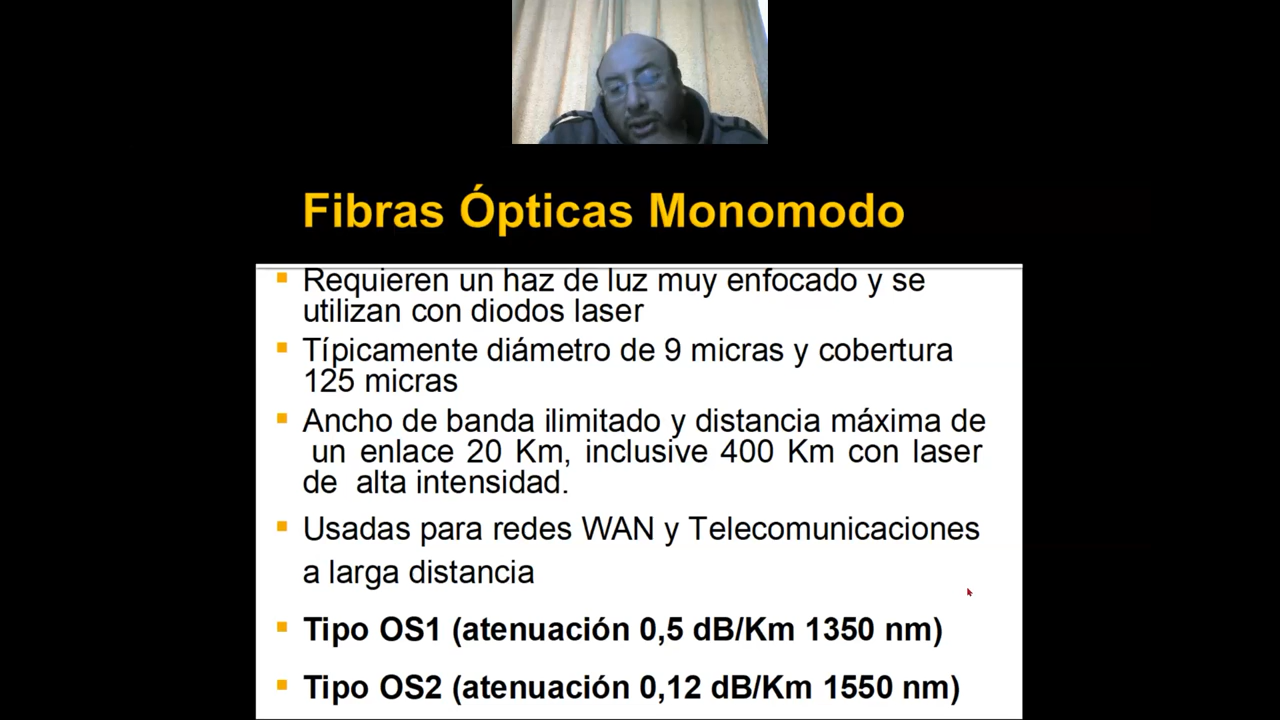 Fibras Ópticas Monomodo
Requieren un haz de luz muy enfocado y se
utilizan con diodos laser
Típicamente diámetro de 9 micras y cobertura
125 micras
Ancho de banda ilimitado y distancia máxima de
un enlace 20 Km, inclusive 400 Km con laser
de alta intensidad.
Usadas para redes WAN y Telecomunicaciones
a larga distancia
Tipo OS1 (atenuación 0,5 dB/Km 1350 nm)
Tipo OS2 (atenuación 0,12 dB/Km 1550 nm)